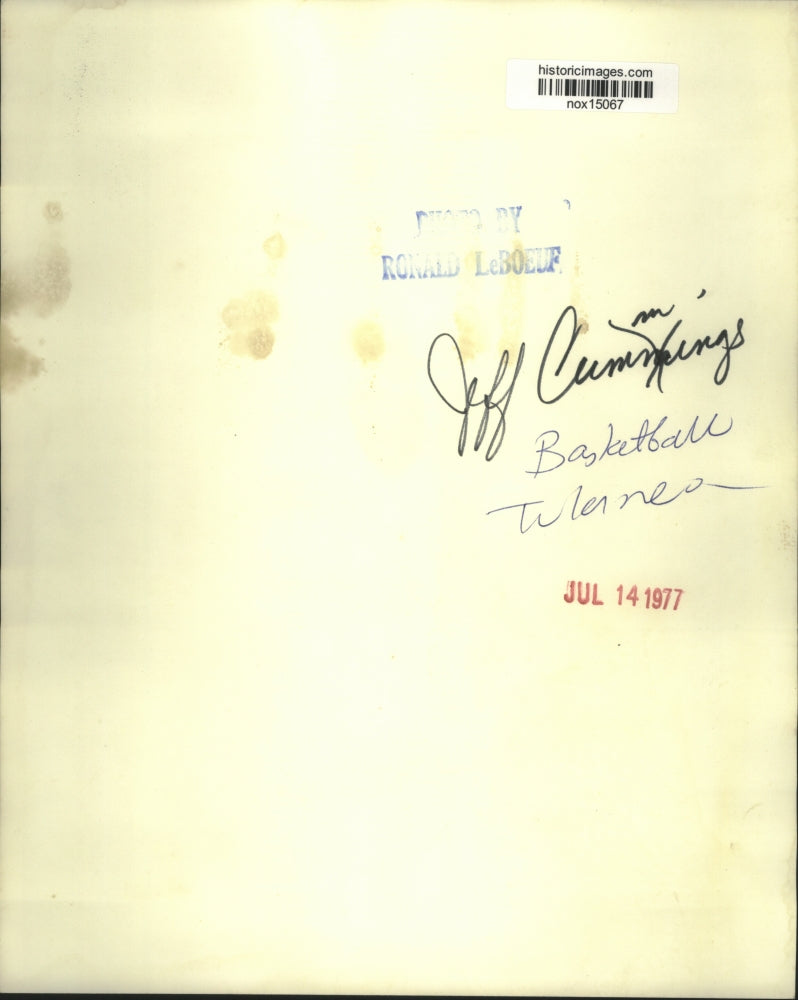 historicimages.com
nox15067
PHOTO BY
RONALD LeBOEUF
Jeff Cummings
Basketball
JUL 14 1977